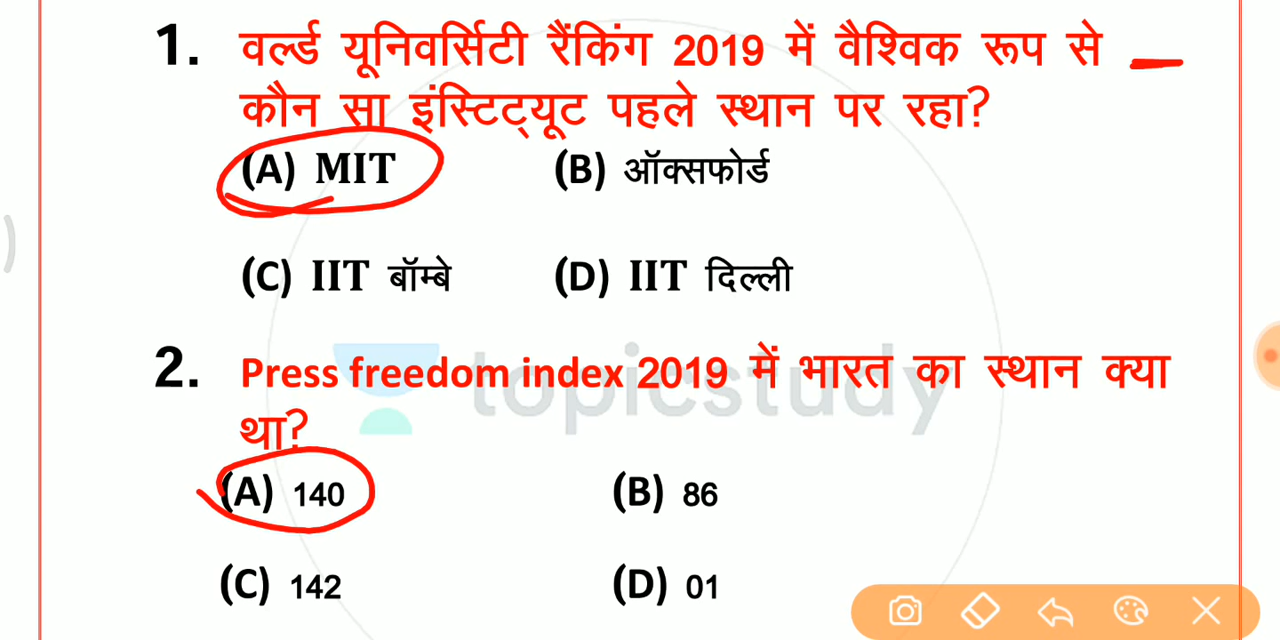 1. वर्ल्ड यूनिवर्सिटी रैंकिंग 2019 में वैश्विक रूप से
कौन सा इंस्टिट्यूट पहले स्थान पर रहा?
(A) MIT (B) ऑक्सफोर्ड
(C) IIT बॉम्बे (D) IIT दिल्ली
2. Press freedom index 2019 में भारत का स्थान क्या
था?
topicstudy
(A) 140 (B) 86
(C) 142 (D) 01